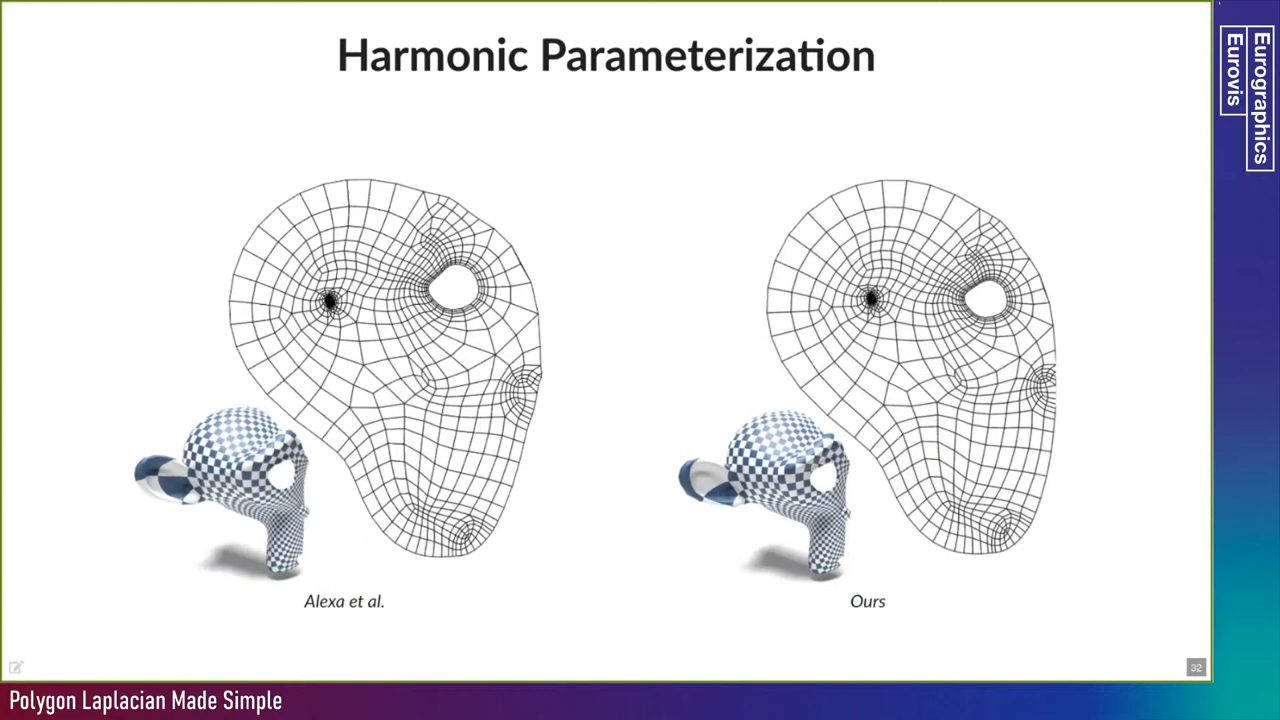 Harmonic Parameterization
Eurographics
Eurovis
Alexa et al.
Ours
32
Polygon Laplacian Made Simple